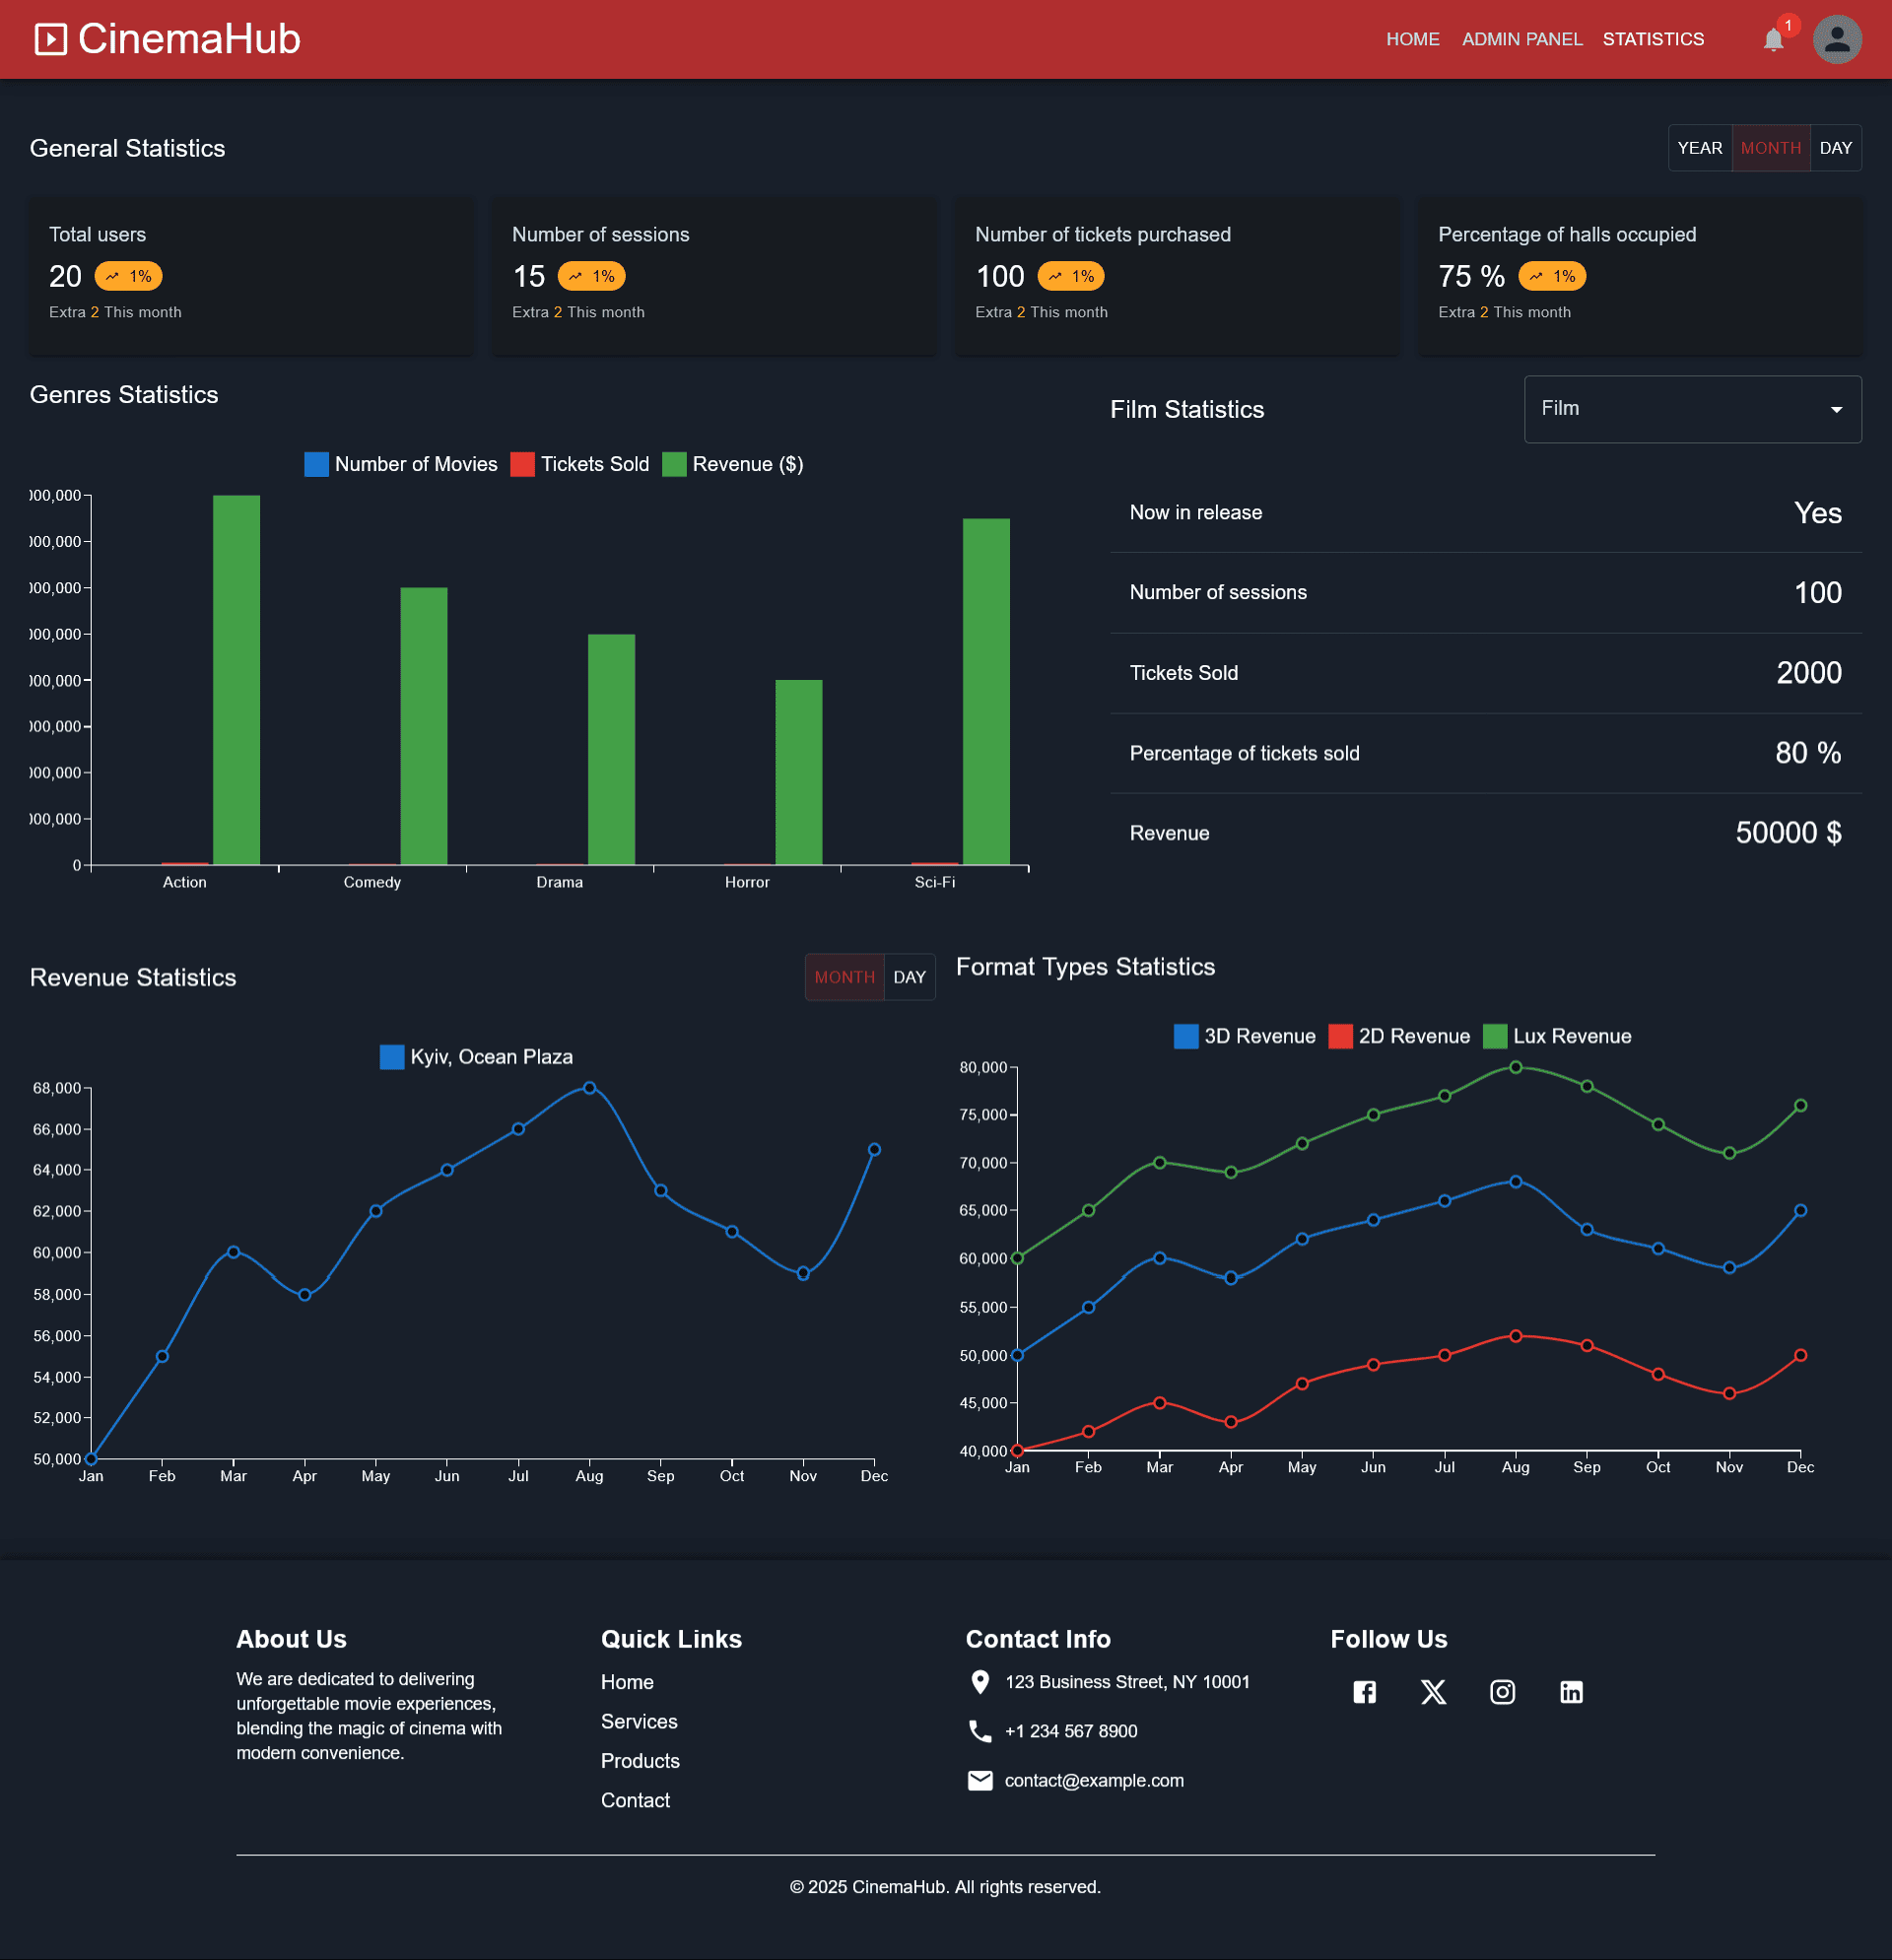 CinemaHub
HOME ADMIN PANEL STATISTICS 1
General Statistics
YEAR MONTH DAY
Total users
20 1%
Extra 2 This month
Number of sessions
15 1%
Extra 2 This month
Number of tickets purchased
100 1%
Extra 2 This month
Percentage of halls occupied
75 % 1%
Extra 2 This month
Genres Statistics
Number of Movies Tickets Sold Revenue ($)
00,000
00,000
00,000
00,000
00,000
00,000
00,000
00,000
0
Action Comedy Drama Horror Sci-Fi
Film Statistics
Film
Now in release Yes
Number of sessions 100
Tickets Sold 2000
Percentage of tickets sold 80 %
Revenue 50000 $
Revenue Statistics
MONTH DAY
Kyiv, Ocean Plaza
68,000
66,000
64,000
62,000
60,000
58,000
56,000
54,000
52,000
50,000
Jan Feb Mar Apr May Jun Jul Aug Sep Oct Nov Dec
Format Types Statistics
3D Revenue 2D Revenue Lux Revenue
80,000
75,000
70,000
65,000
60,000
55,000
50,000
45,000
40,000
Jan Feb Mar Apr May Jun Jul Aug Sep Oct Nov Dec
About Us
We are dedicated to delivering
unforgettable movie experiences,
blending the magic of cinema with
modern convenience.
Quick Links
Home
Services
Products
Contact
Contact Info
123 Business Street, NY 10001
+1 234 567 8900
contact@example.com
Follow Us
© 2025 CinemaHub. All rights reserved.